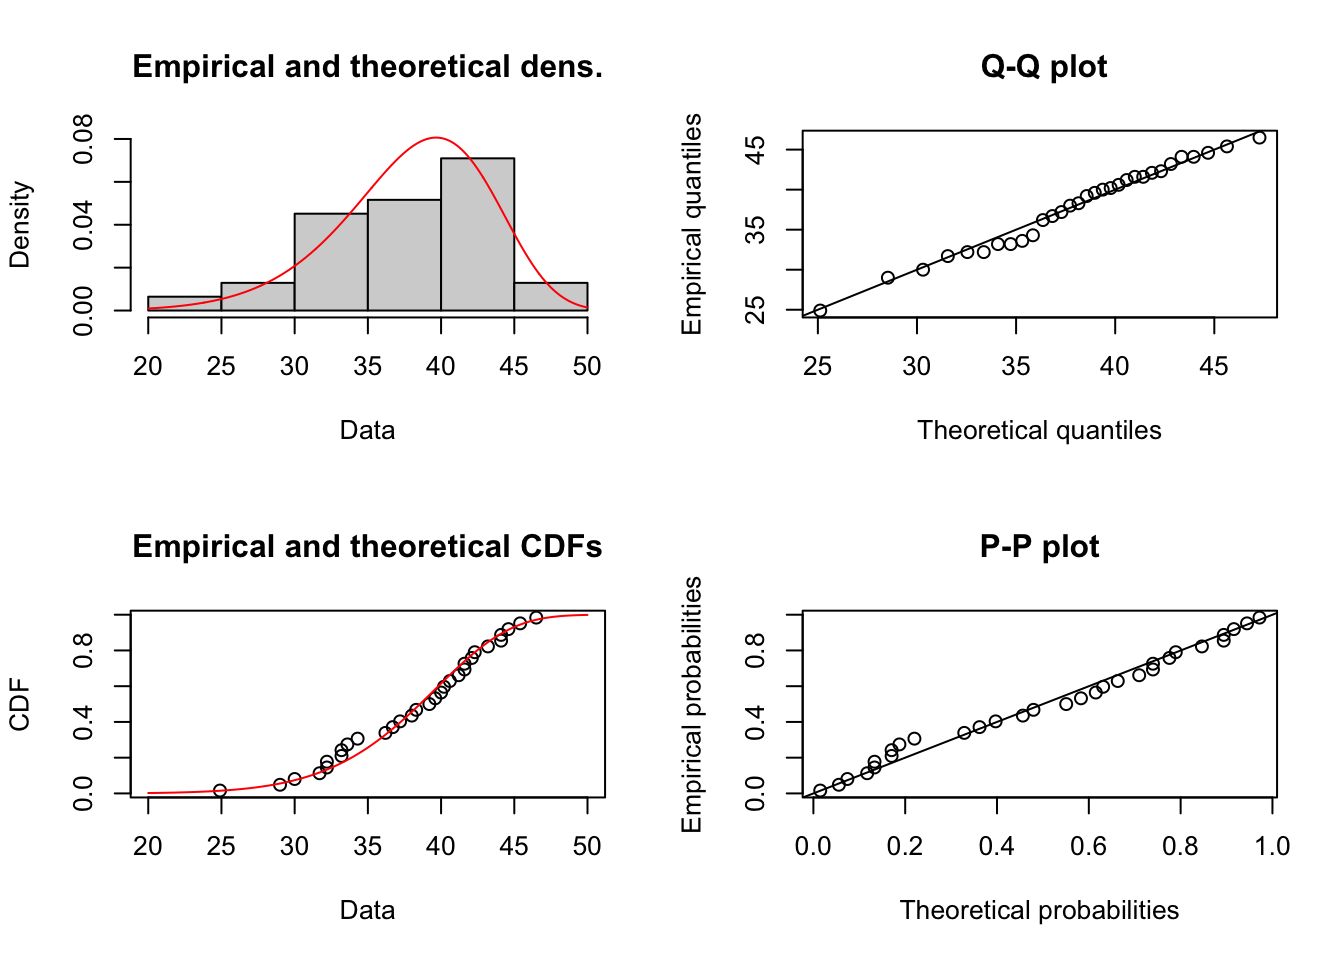 Empirical and theoretical dens.
Density
0.00 0.04 0.08
20 25 30 35 40 45 50
Data
Q-Q plot
Empirical quantiles
25 35 45
25 30 35 40 45
Theoretical quantiles
Empirical and theoretical CDFs
CDF
0.0 0.4 0.8
20 25 30 35 40 45 50
Data
P-P plot
Empirical probabilities
0.0 0.4 0.8
0.0 0.2 0.4 0.6 0.8 1.0
Theoretical probabilities